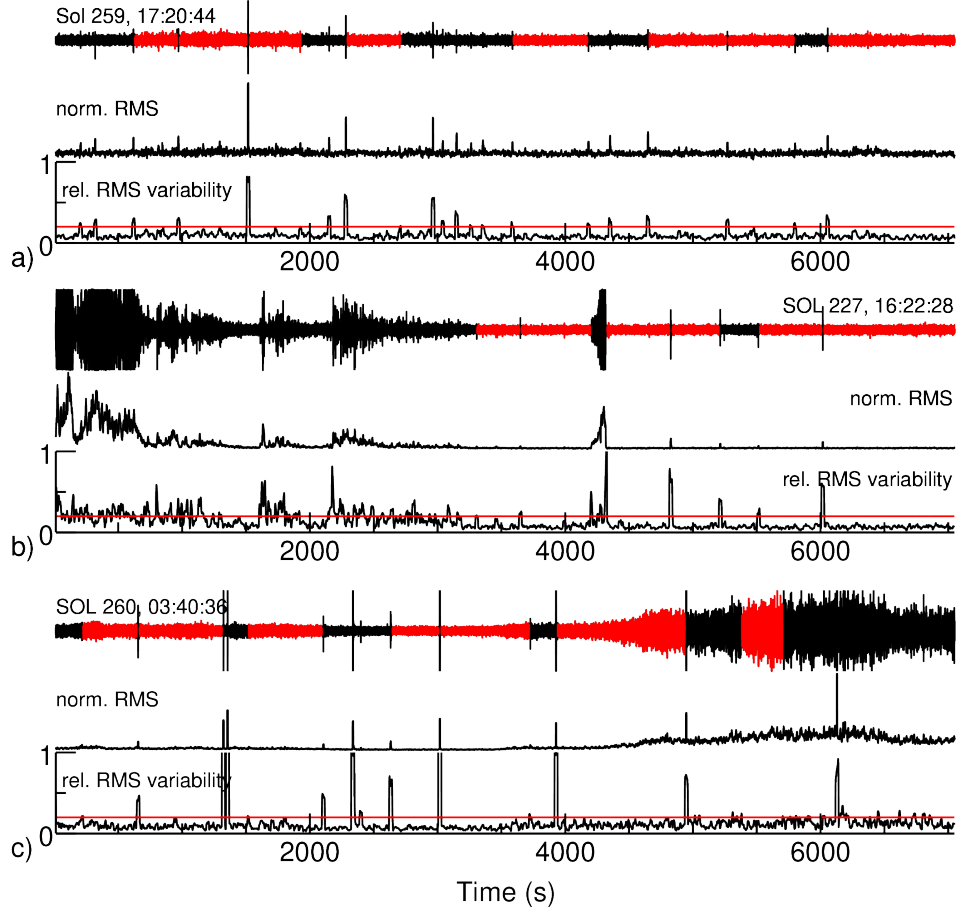 Sol 259, 17:20:44
norm. RMS
1
rel. RMS variability
0
a)
2000 4000 6000
SOL 227, 16:22:28
norm. RMS
1
rel. RMS variability
0
b)
2000 4000 6000
SOL 260, 03:40:36
norm. RMS
1
rel. RMS variability
0
c)
2000 4000 6000
Time (s)